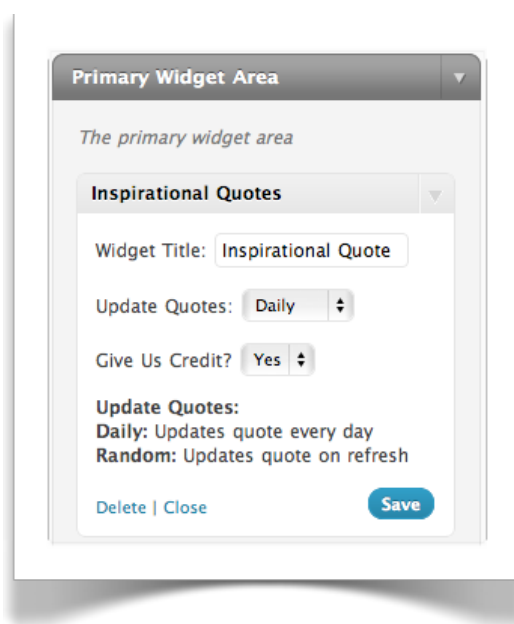 Primary Widget Area
The primary widget area
Inspirational Quotes
Widget Title: Inspirational Quote
Update Quotes: Daily
Give Us Credit? Yes
Update Quotes:
Daily: Updates quote every day
Random: Updates quote on refresh
Delete | Close Save